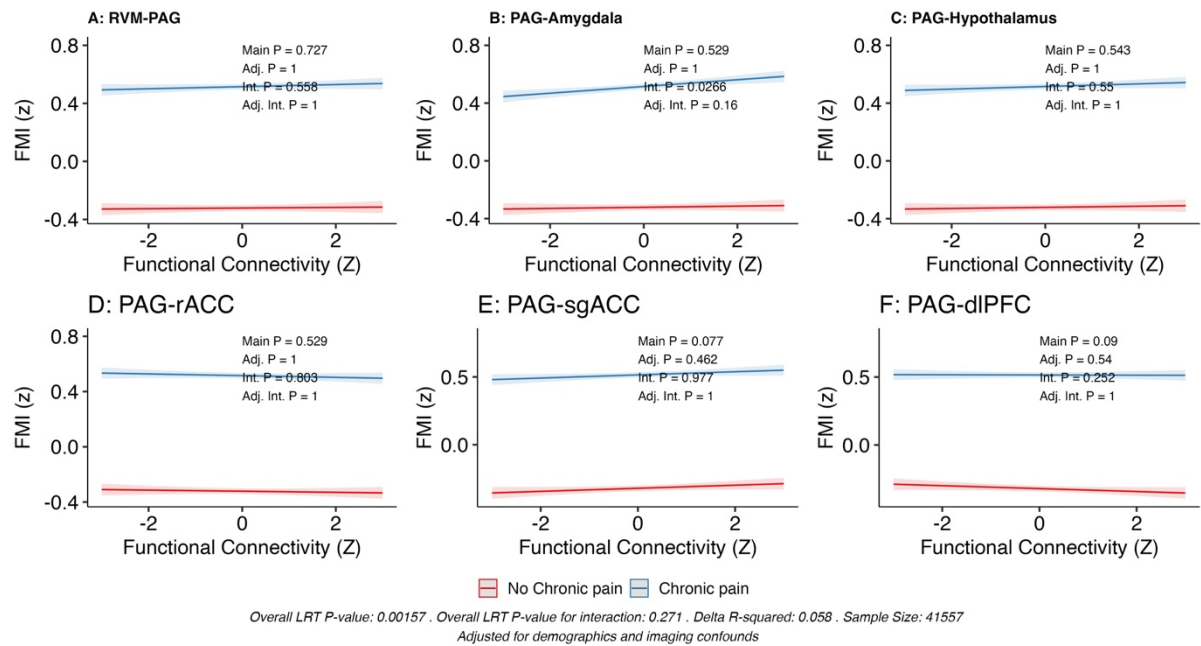 A: RVM-PAG
B: PAG-Amygdala
C: PAG-Hypothalamus
FMI (z)
0.8
0.4
0.0
-0.4
Main P = 0.727
Adj. P = 1
Int. P = 0.558
Adj. Int. P = 1
-2 0 2
Functional Connectivity (Z)
FMI (z)
0.8
0.4
0.0
-0.4
Main P = 0.529
Adj. P = 1
Int. P = 0.0266
Adj. Int. P = 0.16
-2 0 2
Functional Connectivity (Z)
FMI (z)
0.8
0.4
0.0
-0.4
Main P = 0.543
Adj. P = 1
Int. P = 0.55
Adj. Int. P = 1
-2 0 2
Functional Connectivity (Z)
D: PAG-rACC
E: PAG-sgACC
F: PAG-dlPFC
FMI (z)
0.8
0.4
0.0
-0.4
Main P = 0.529
Adj. P = 1
Int. P = 0.803
Adj. Int. P = 1
-2 0 2
Functional Connectivity (Z)
FMI (z)
0.5
0.0
Main P = 0.077
Adj. P = 0.462
Int. P = 0.977
Adj. Int. P = 1
-2 0 2
Functional Connectivity (Z)
FMI (z)
0.5
0.0
Main P = 0.09
Adj. P = 0.54
Int. P = 0.252
Adj. Int. P = 1
-2 0 2
Functional Connectivity (Z)
No Chronic pain Chronic pain
Overall LRT P-value: 0.00157 . Overall LRT P-value for interaction: 0.271 . Delta R-squared: 0.058 . Sample Size: 41557
Adjusted for demographics and imaging confounds